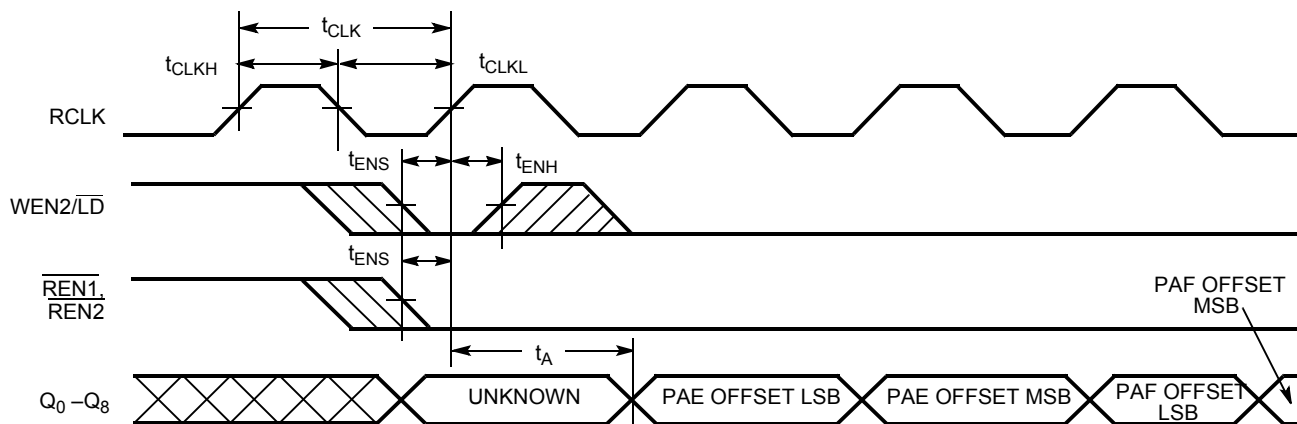 tCLK
tCLKH
tCLKL
RCLK
tENS
tENH
WEN2/LD
tENS
REN1,
REN2
PAF OFFSET
MSB
tA
Q0 –Q8
UNKNOWN
PAE OFFSET LSB
PAE OFFSET MSB
PAF OFFSET
LSB